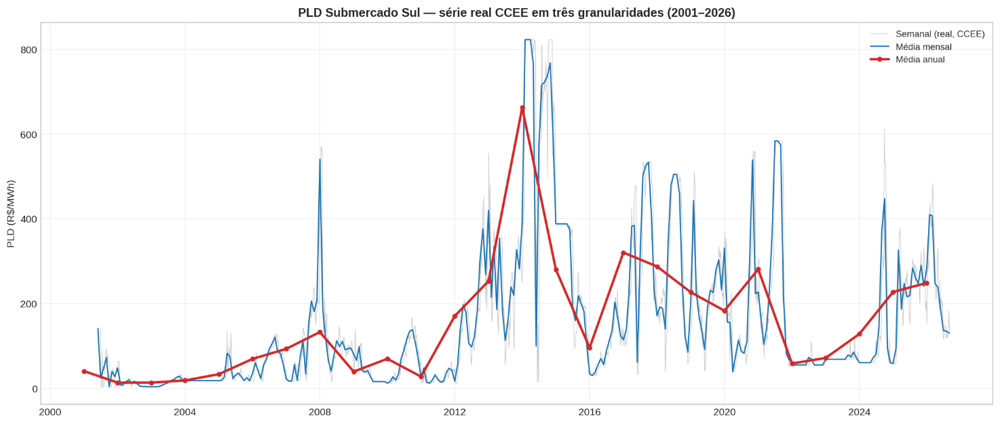 PLD Submercado Sul — série real CCEE em três granularidades (2001–2026)
Semanal (real, CCEE)
Média mensal
Média anual
PLD (R$/MWh)
800
600
400
200
0
2000
2004
2008
2012
2016
2020
2024